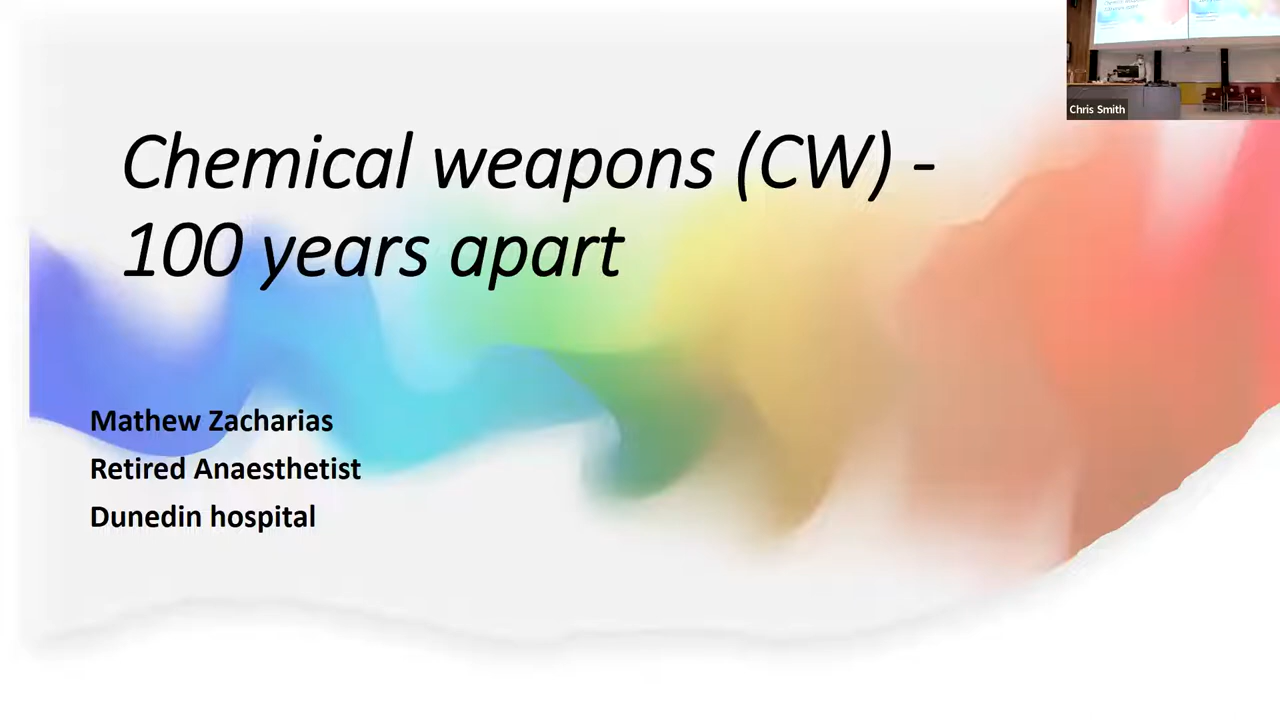 Chemical weapons (CW) -
100 years apart
Mathew Zacharias
Retired Anaesthetist
Dunedin hospital
Chris Smith